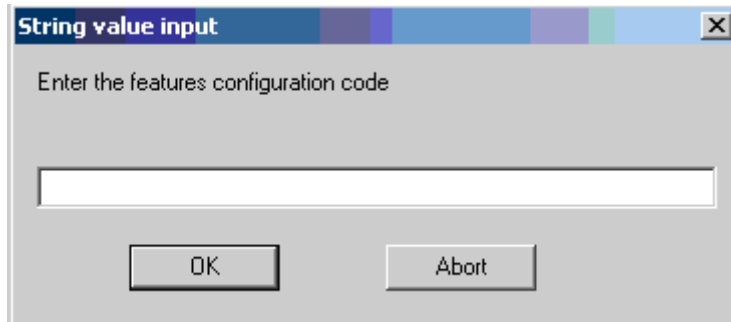 String value input
Enter the features configuration code
OK Abort